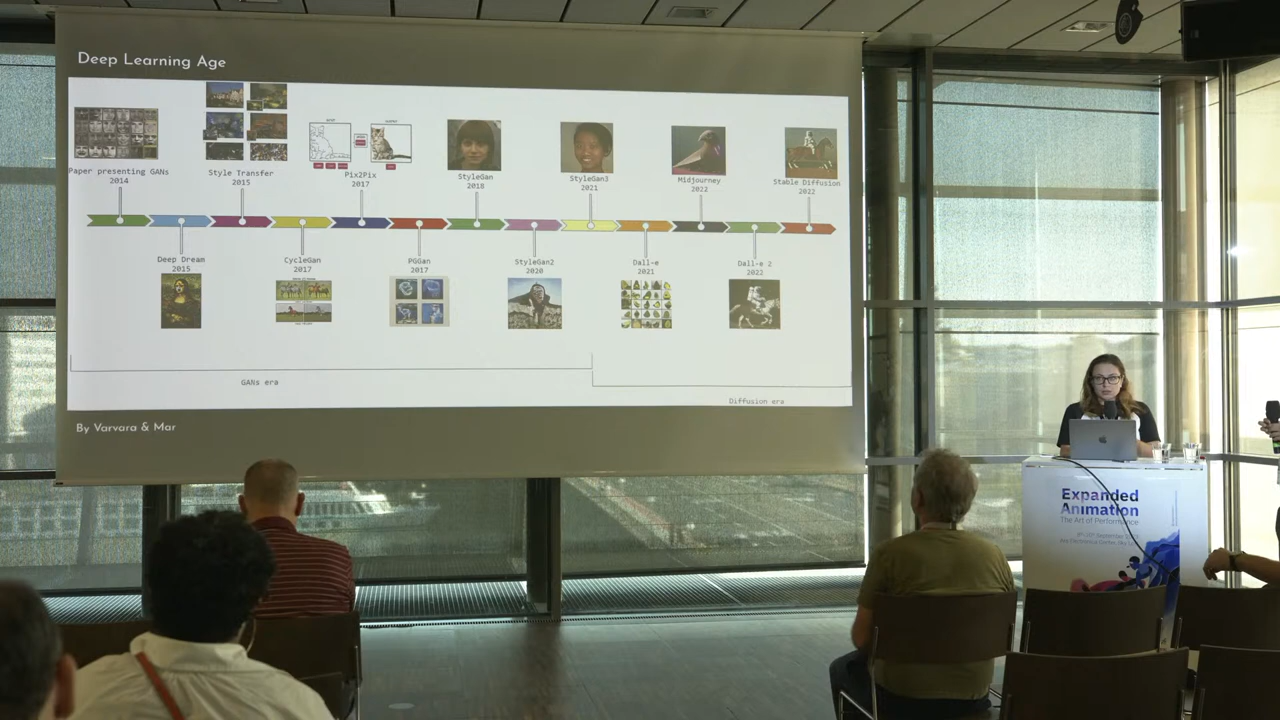 Deep Learning Age
Paper presenting GANs
2014
Style Transfer
2015
Pix2Pix
2017
StyleGan
2018
StyleGan3
2021
Midjourney
2022
Stable Diffusion
2022
Deep Dream
2015
CycleGan
2017
PGGan
2017
StyleGan2
2020
Dall-e
2021
Dall-e 2
2022
GANs era
Diffusion era
By Varvara & Mar
Expanded
Animation
The Art of Performance